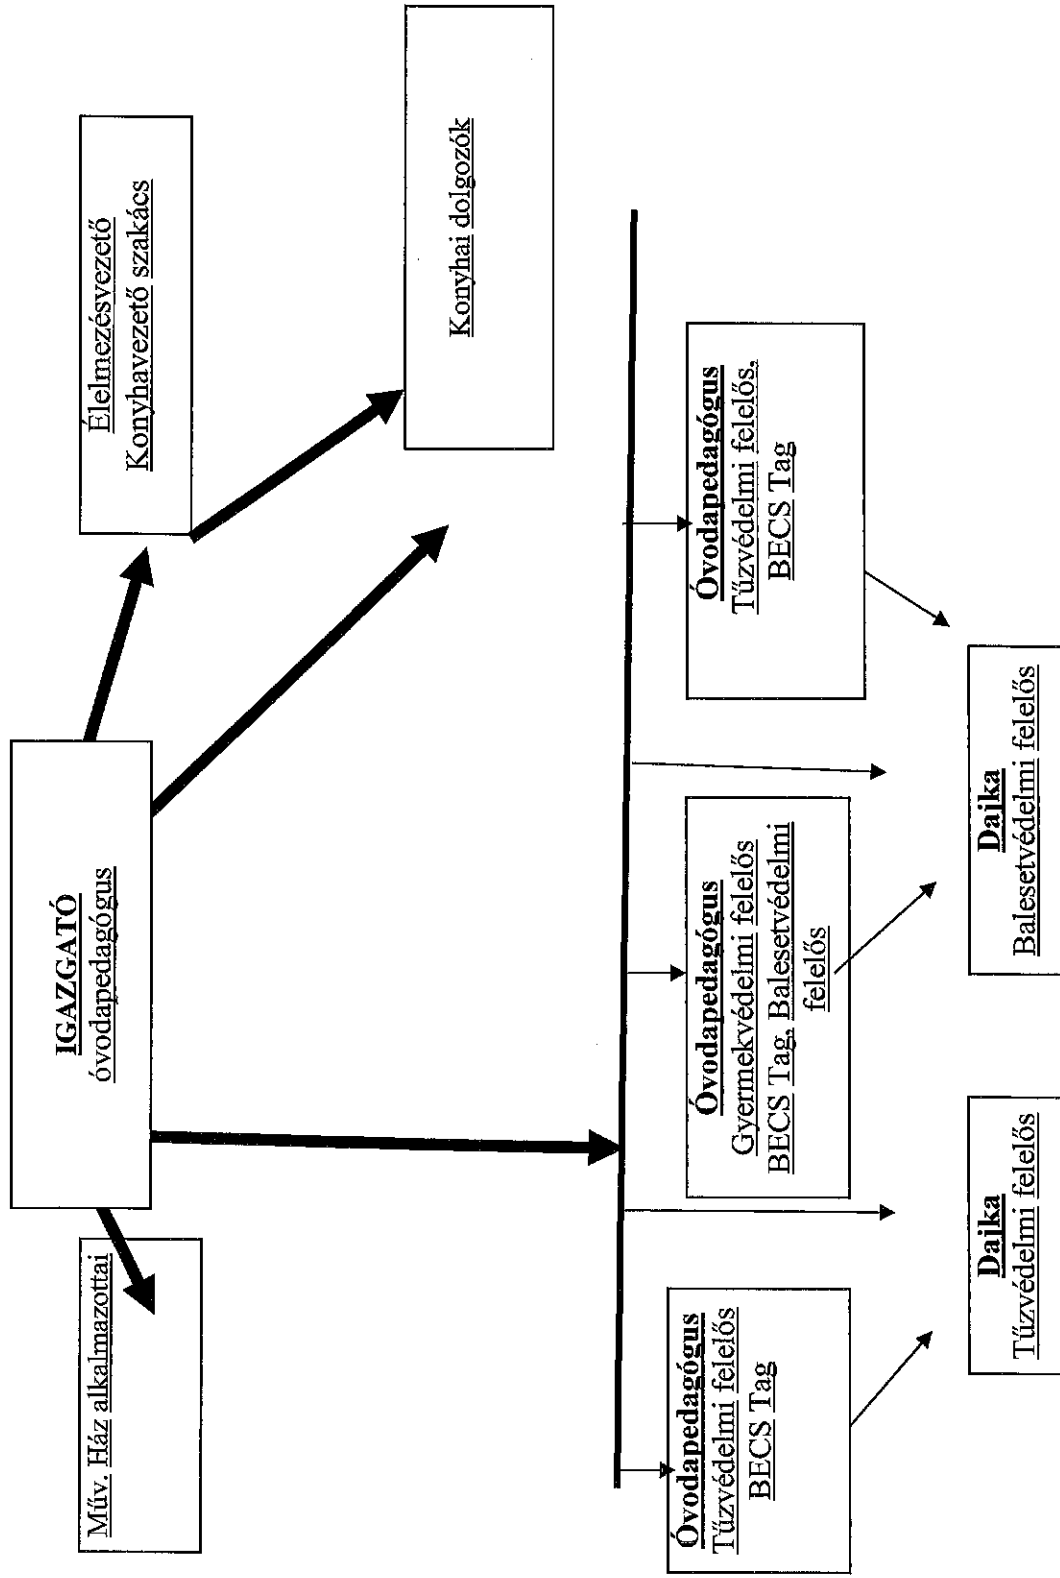 IGAZGATÓ
óvodapedagógus
Műv. Ház alkalmazottai
Élelmezésvezető
Konyhavezető szakács
Konyhai dolgozók
Óvodapedagógus
Tűzvédelmi felelős
BECS Tag
Óvodapedagógus
Gyermekvédelmi felelős
BECS Tag, Balesetvédelmi
felelős
Óvodapedagógus
Tűzvédelmi felelős,
BECS Tag
Dajka
Tűzvédelmi felelős
Dajka
Balesetvédelmi felelős